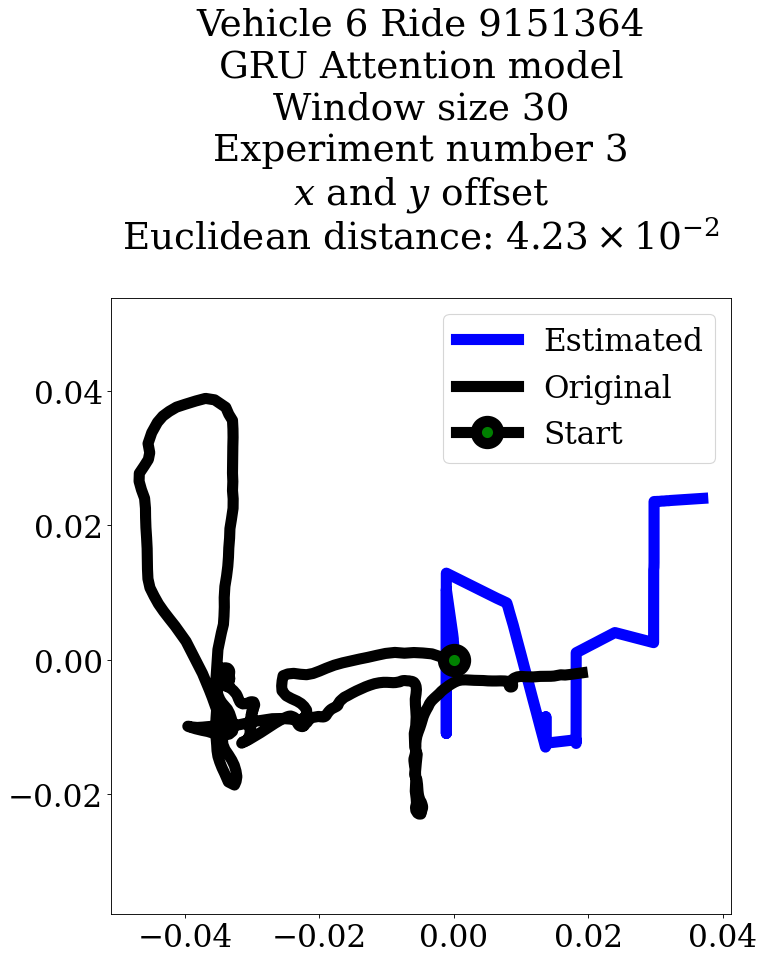 Vehicle 6 Ride 9151364
GRU Attention model
Window size 30
Experiment number 3
x and y offset
Euclidean distance: 4.23 × 10⁻²
Estimated
Original
Start
0.04
0.02
0.00
−0.02
−0.04
−0.02
0.00
0.02
0.04